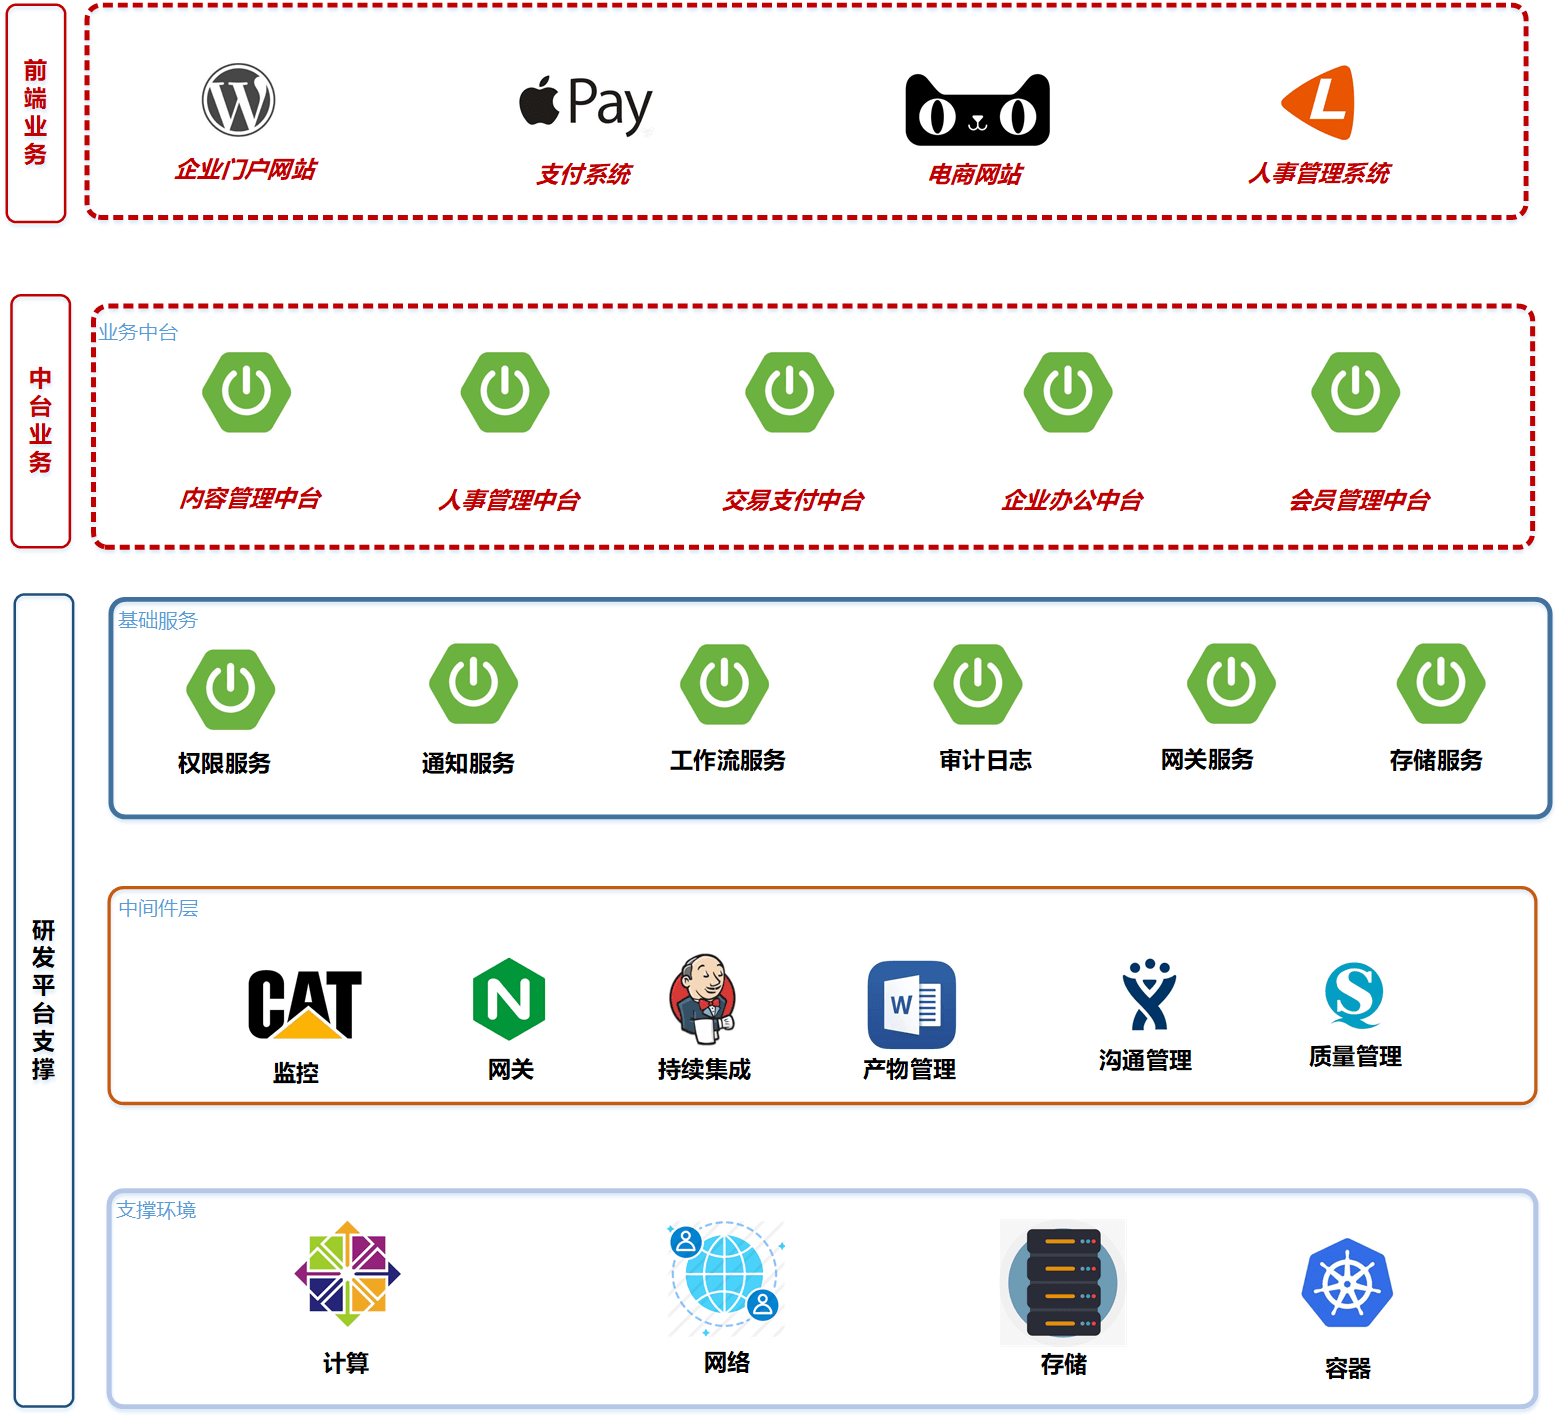 前端业务
Pay
企业门户网站
支付系统
电商网站
L
人事管理系统
中台业务
业务中台
内容管理中台
人事管理中台
交易支付中台
企业办公中台
会员管理中台
研发平台支撑
基础服务
权限服务
通知服务
工作流服务
审计日志
网关服务
存储服务
中间件层
CAT
N
W
S
监控
网关
持续集成
产物管理
沟通管理
质量管理
支撑环境
计算
网络
存储
容器